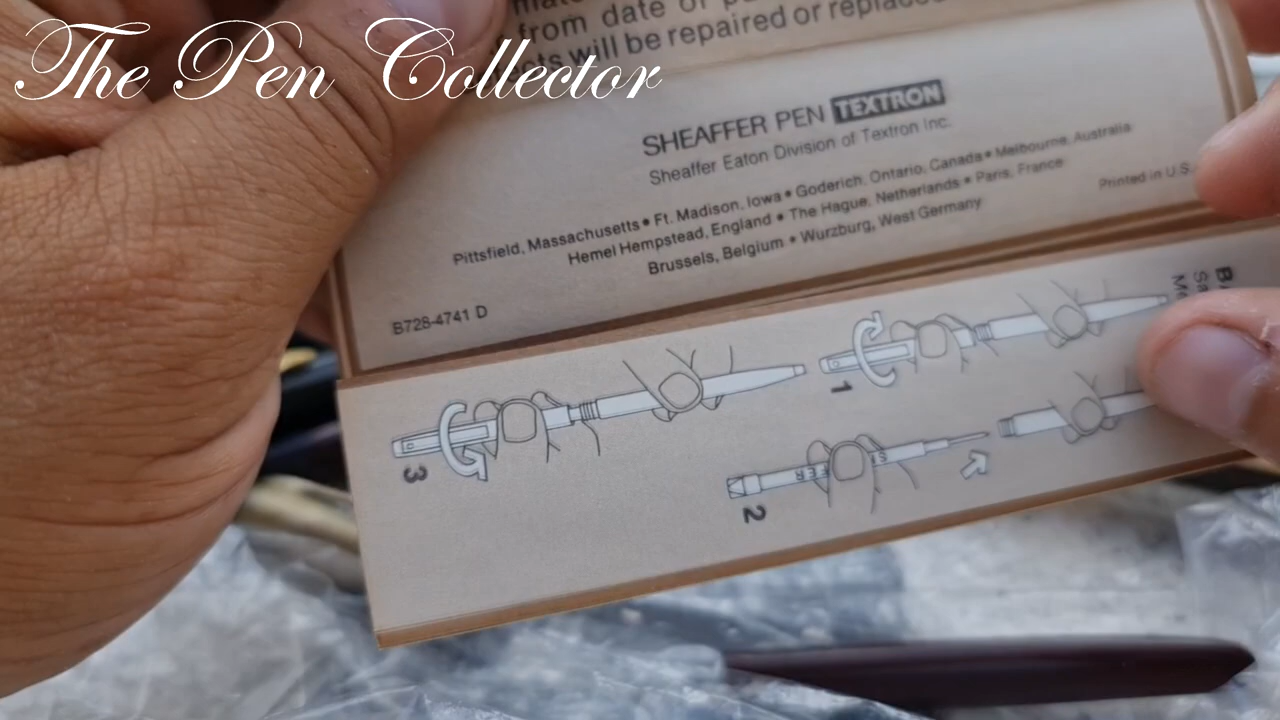 The Pen Collector
from date of
will be repaired or
SHEAFFER PEN TEXTRON
Sheaffer Eaton Division of Textron Inc.
Pittsfield, Massachusetts • Ft. Madison, Iowa • Goderich, Ontario, Canada • Melbourne, Australia
Hemel Hempstead, England • The Hague, Netherlands • Paris, France
Brussels, Belgium • Wurzburg, West Germany
Printed in U.S.
B728-4741 D
1
2
3